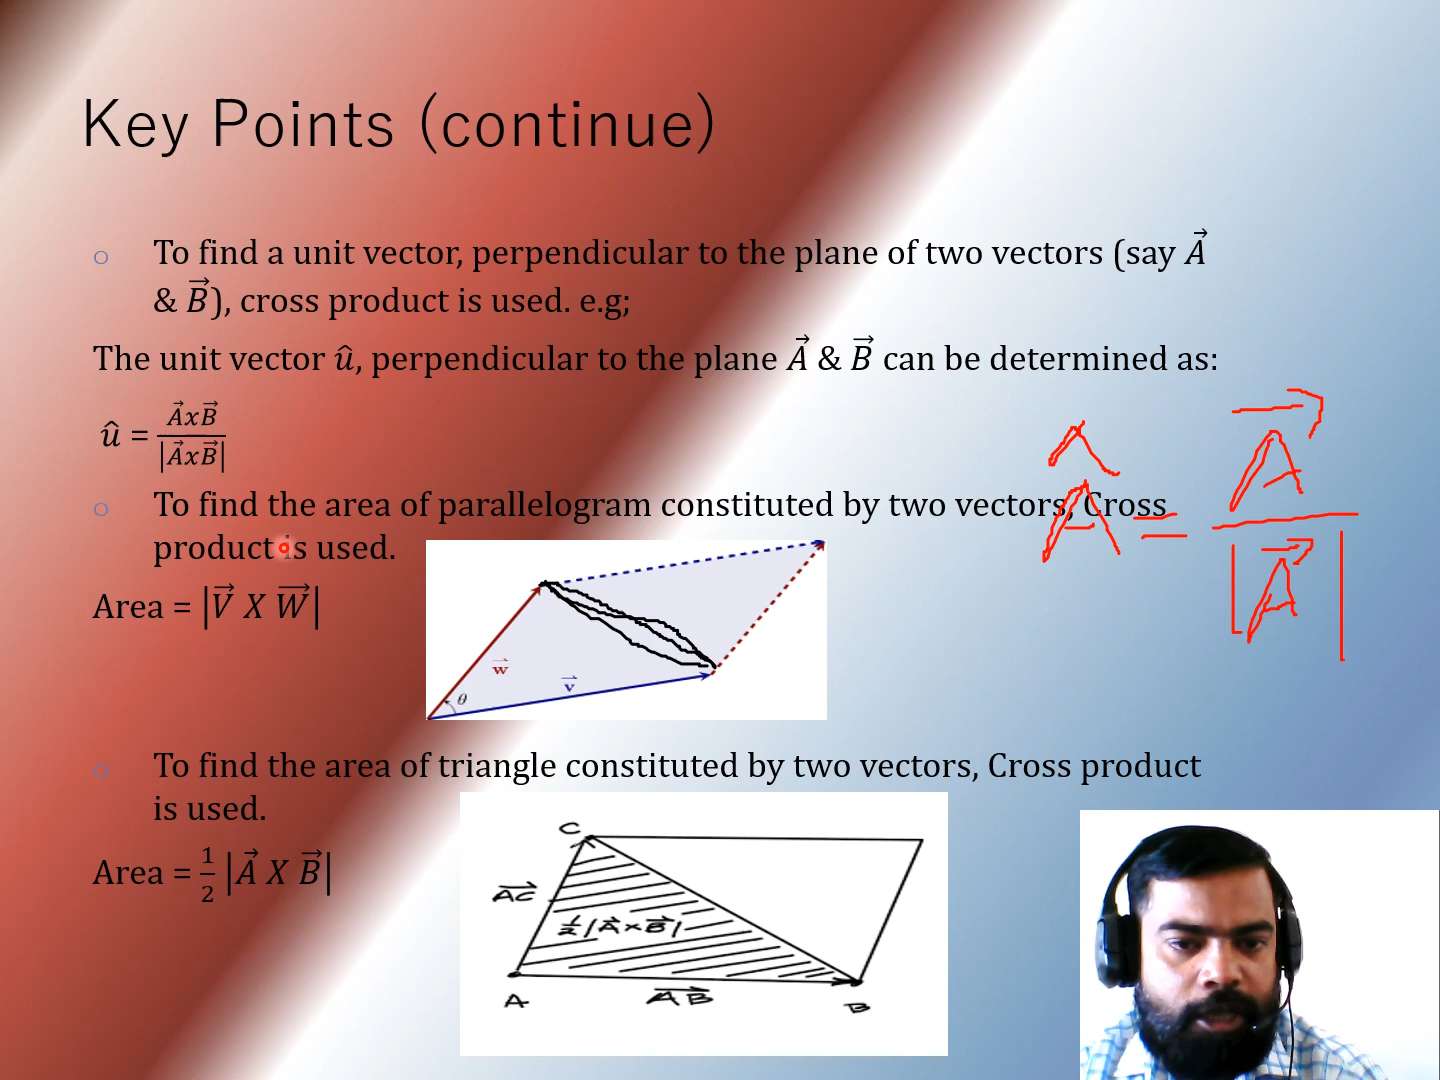 Key Points (continue)
○ To find a unit vector, perpendicular to the plane of two vectors (say A⃗
& B⃗), cross product is used. e.g;
The unit vector û, perpendicular to the plane A⃗ & B⃗ can be determined as:
û = A⃗xB⃗ / |A⃗xB⃗|
Â = A⃗ / |A⃗|
○ To find the area of parallelogram constituted by two vectors, Cross
product is used.
Area = |V⃗ X W⃗|
w⃗
v⃗
θ
○ To find the area of triangle constituted by two vectors, Cross product
is used.
Area = 1/2 |A⃗ X B⃗|
C
AC⃗
1/2|A⃗×B⃗|
A
AB⃗
B